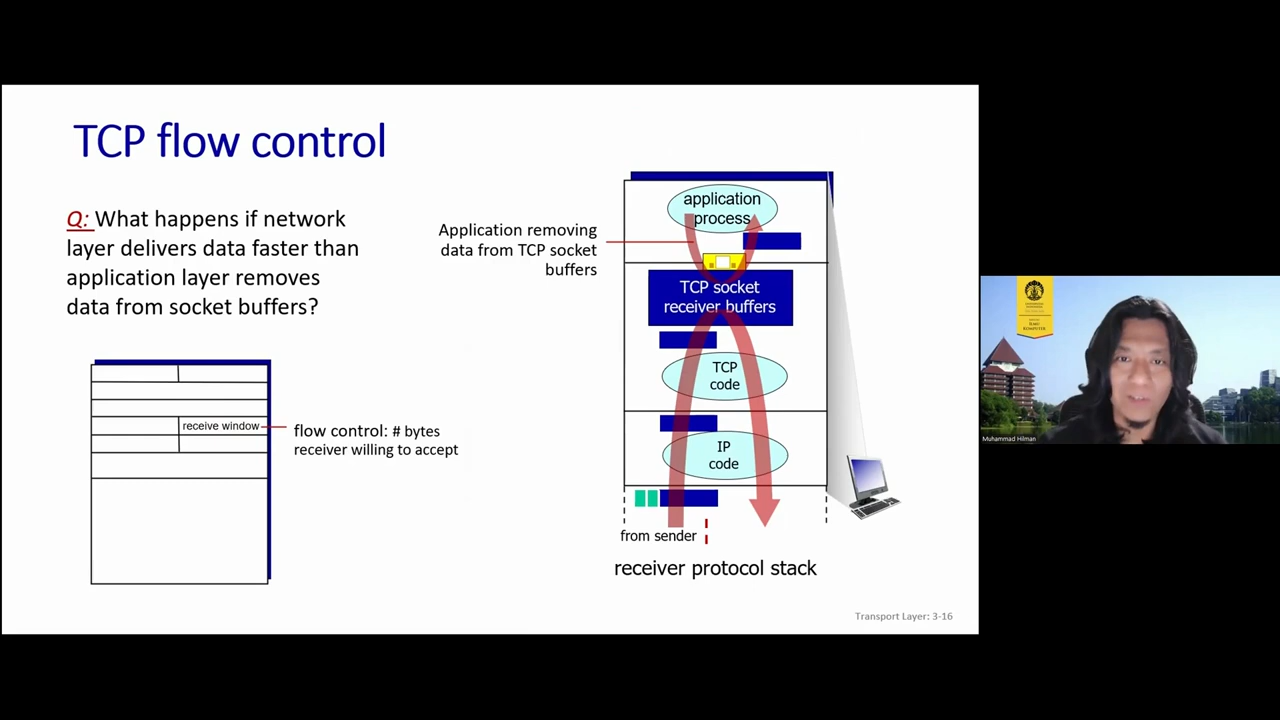 TCP flow control
Q: What happens if network
layer delivers data faster than
application layer removes
data from socket buffers?
receive window
flow control: # bytes
receiver willing to accept
Application removing
data from TCP socket
buffers
application
process
TCP socket
receiver buffers
TCP
code
IP
code
from sender
receiver protocol stack
Transport Layer: 3-16
ILMU
KOMPUTER
Muhammad Hilman